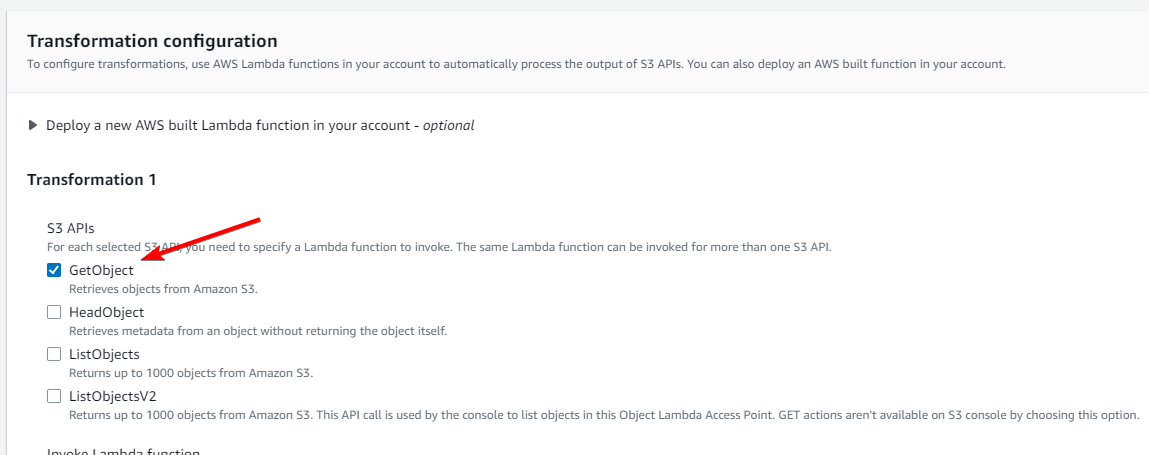 Transformation configuration
To configure transformations, use AWS Lambda functions in your account to automatically process the output of S3 APIs. You can also deploy an AWS built function in your account.
Deploy a new AWS built Lambda function in your account - optional
Transformation 1
S3 APIs
For each selected S3 API, you need to specify a Lambda function to invoke. The same Lambda function can be invoked for more than one S3 API.
GetObject
Retrieves objects from Amazon S3.
HeadObject
Retrieves metadata from an object without returning the object itself.
ListObjects
Returns up to 1000 objects from Amazon S3.
ListObjectsV2
Returns up to 1000 objects from Amazon S3. This API call is used by the console to list objects in this Object Lambda Access Point. GET actions aren't available on S3 console by choosing this option.
Invoke Lambda function